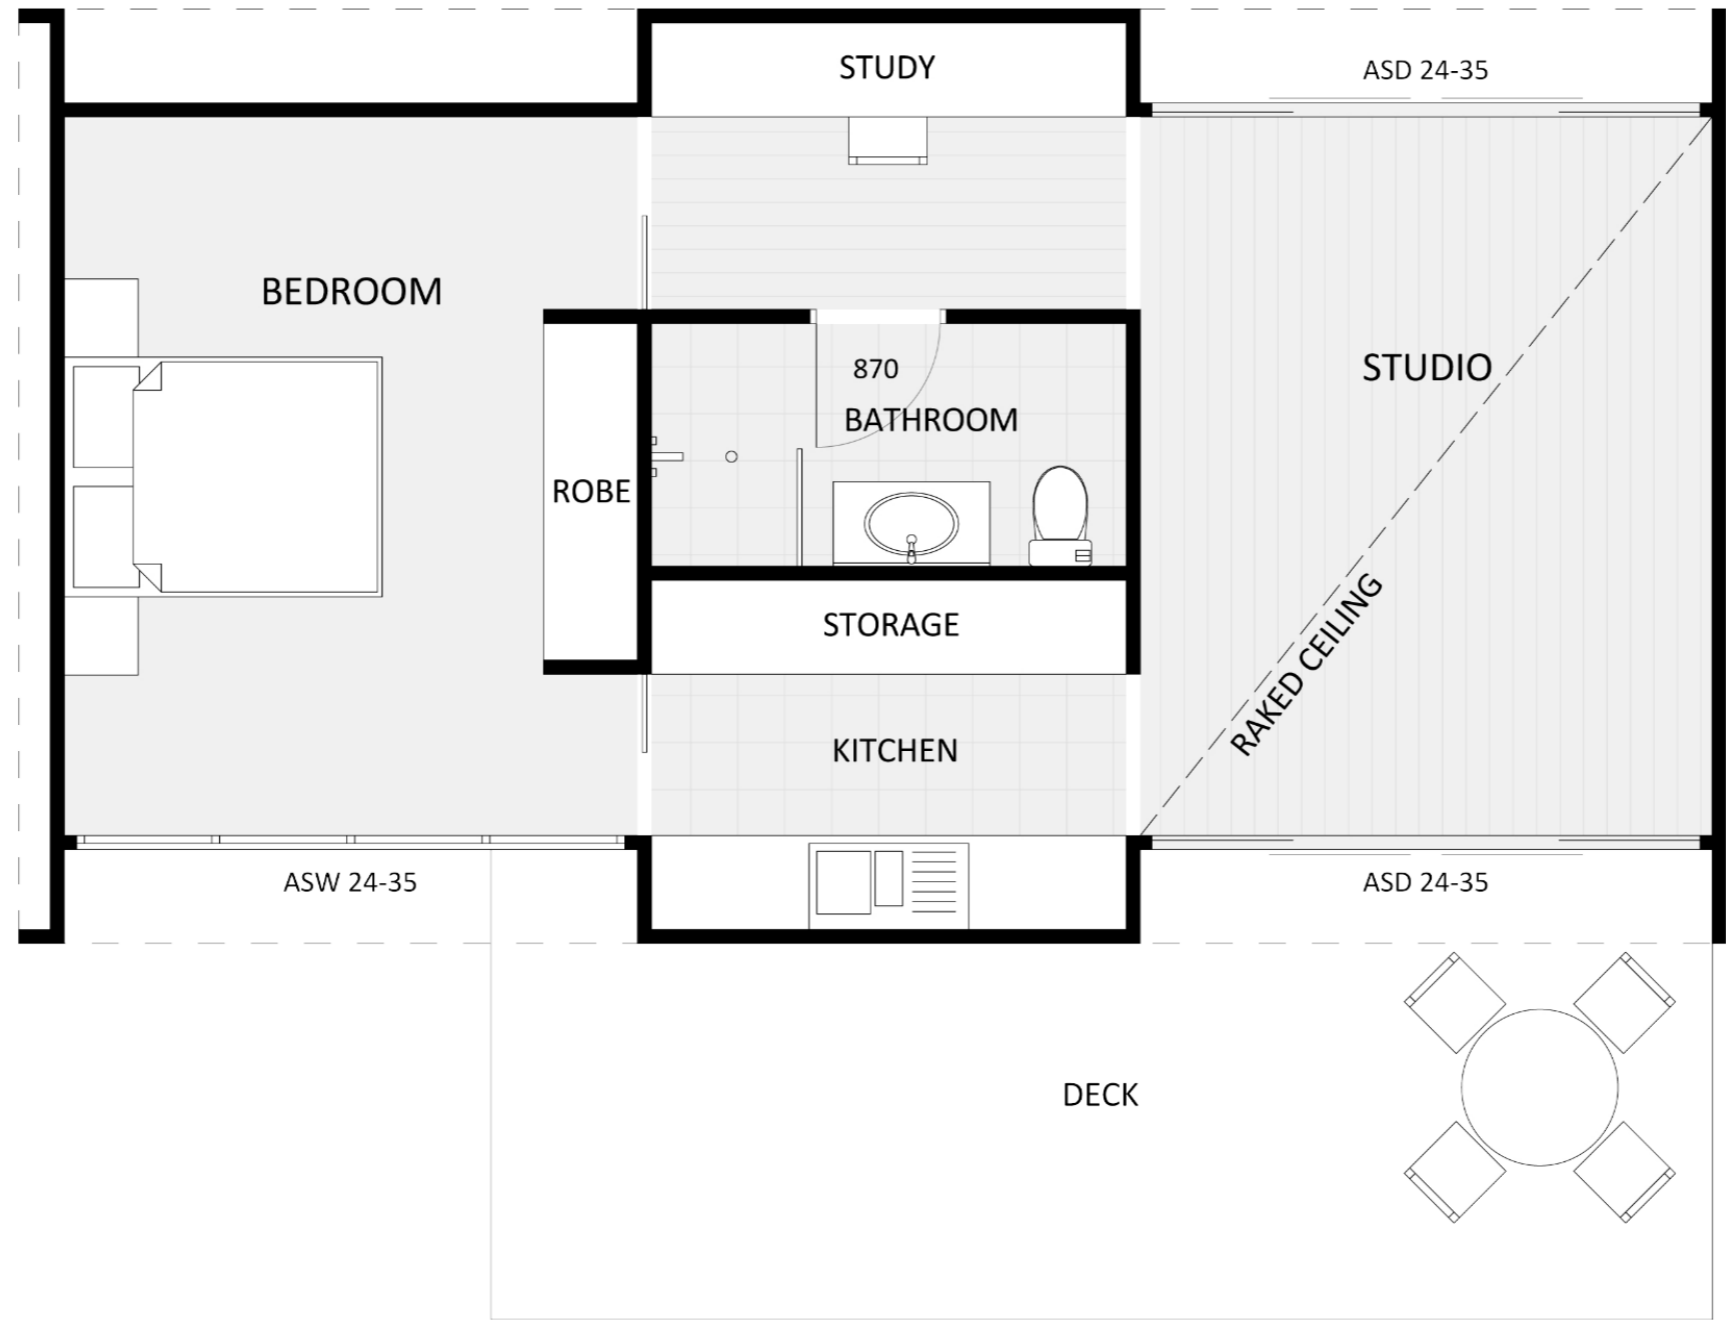 STUDY
ASD 24-35
BEDROOM
870
STUDIO
BATHROOM
ROBE
STORAGE
RAKED CEILING
KITCHEN
ASW 24-35
ASD 24-35
DECK